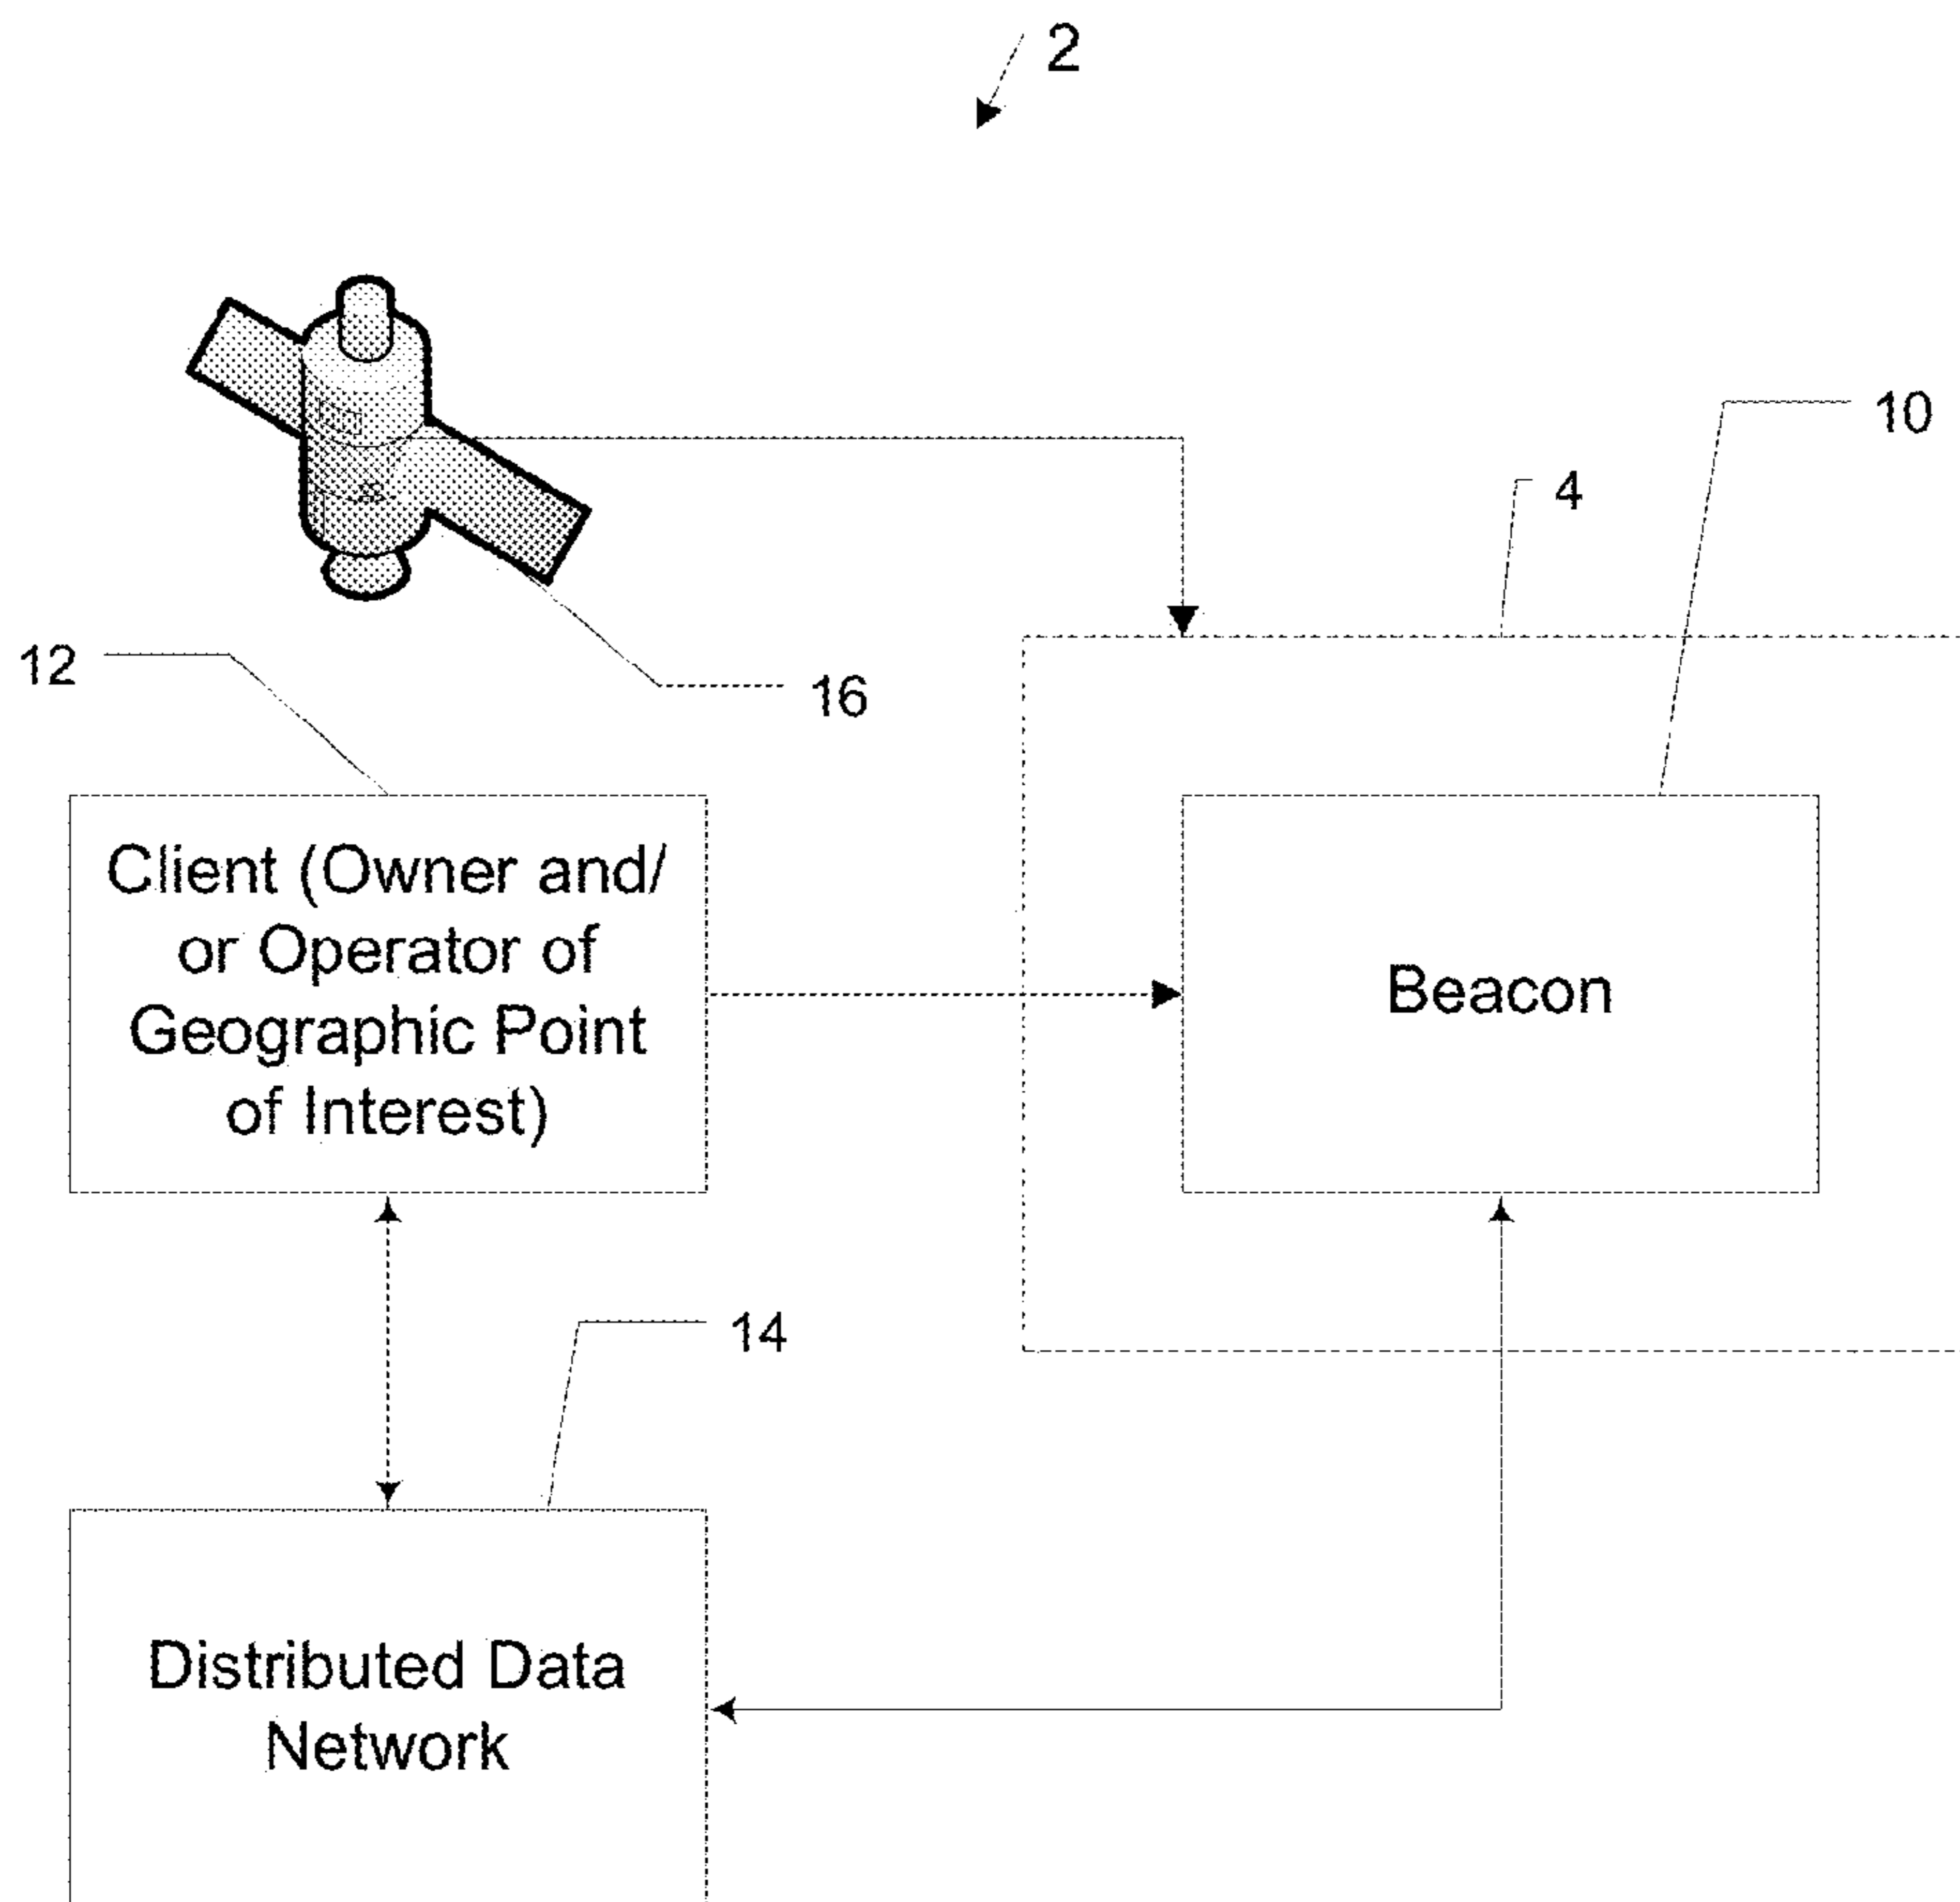 2
10
4
12
16
Client (Owner and/
or Operator of
Geographic Point
of Interest)
Beacon
14
Distributed Data
Network